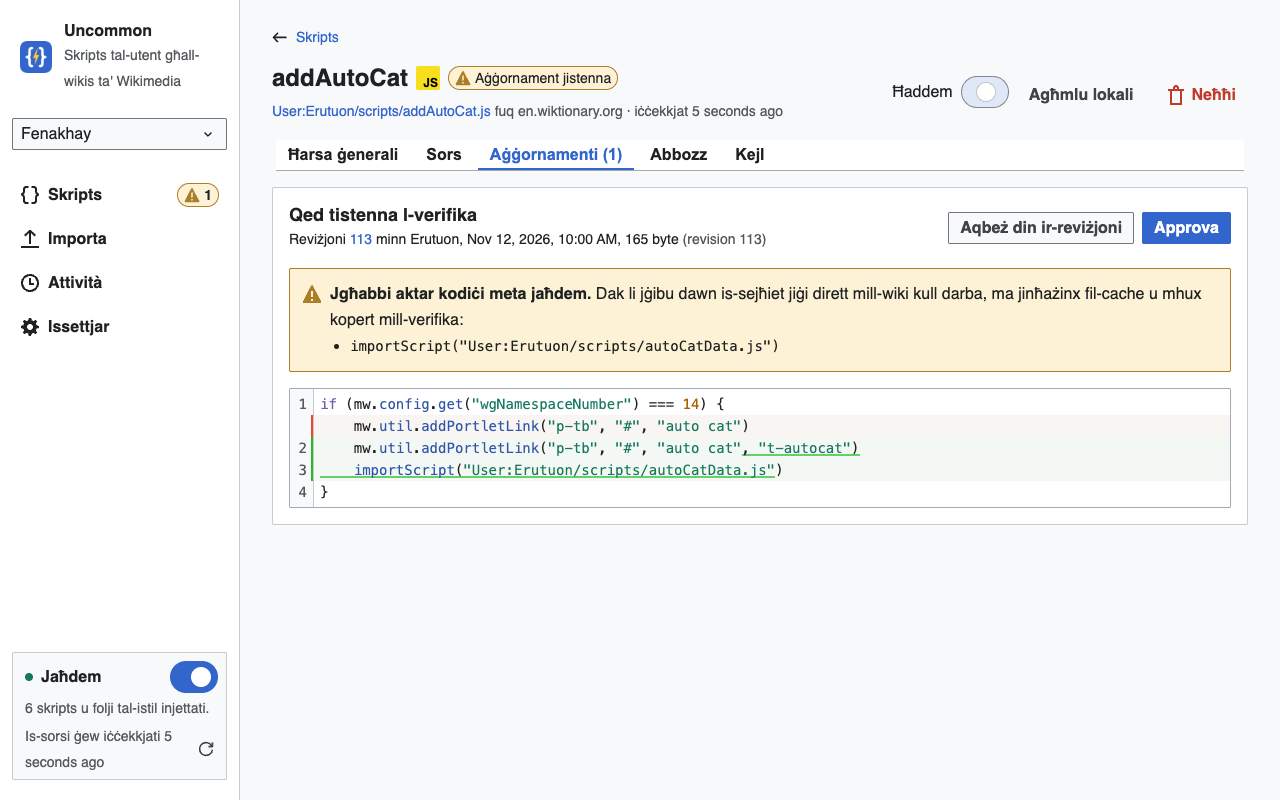 Uncommon
Skripts tal-utent għall-
wikis ta' Wikimedia
Fenakhay
Skripts
1
Importa
Attività
Issettjar
Jaħdem
6 skripts u folji tal-istil injettati.
Is-sorsi ġew iċċekkjati 5
seconds ago
Skripts
addAutoCat
JS
Aġġornament jistenna
User:Erutuon/scripts/addAutoCat.js fuq en.wiktionary.org · iċċekkjat 5 seconds ago
Ħaddem
Agħmlu lokali
Neħħi
Ħarsa ġenerali
Sors
Aġġornamenti (1)
Abbozz
Kejl
Qed tistenna l-verifika
Reviżjoni 113 minn Erutuon, Nov 12, 2026, 10:00 AM, 165 byte (revision 113)
Aqbeż din ir-reviżjoni
Approva
Jgħabbi aktar kodiċi meta jaħdem. Dak li jġibu dawn is-sejħiet jiġi dirett mill-wiki kull darba, ma jinħażinx fil-cache u mhux
kopert mill-verifika:
• importScript("User:Erutuon/scripts/autoCatData.js")
1 if (mw.config.get("wgNamespaceNumber") === 14) {
mw.util.addPortletLink("p-tb", "#", "auto cat")
2 mw.util.addPortletLink("p-tb", "#", "auto cat", "t-autocat")
3 importScript("User:Erutuon/scripts/autoCatData.js")
4 }